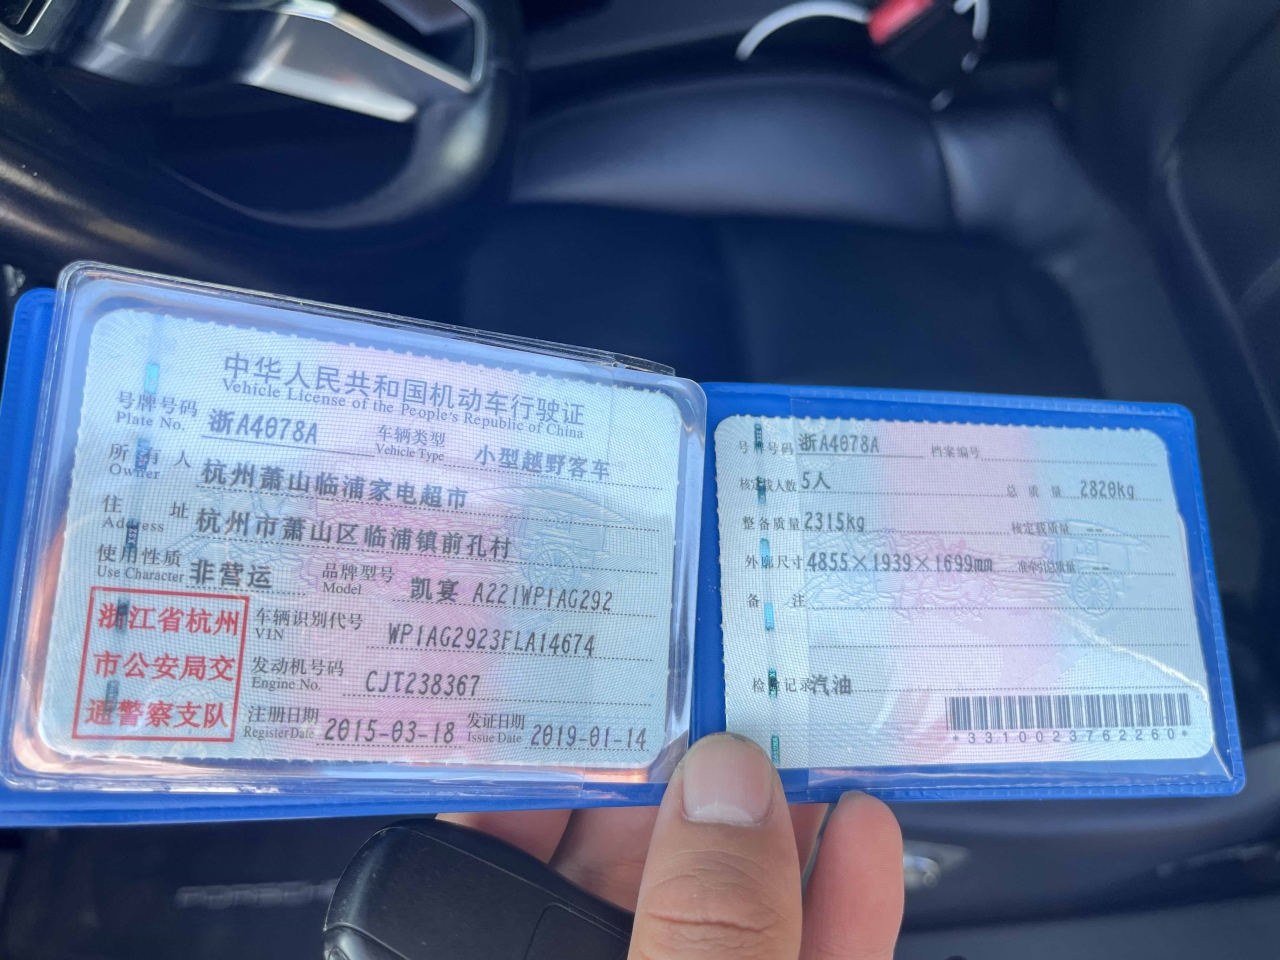 中华人民共和国机动车行驶证
Vehicle License of the People's Republic of China
号牌号码 浙A4078A 车辆类型 小型越野客车
Plate No. Vehicle Type
所有人 杭州萧山临浦家电超市
Owner
住址 杭州市萧山区临浦镇前孔村
Address
使用性质 非营运 品牌型号 凯宴 A221WP1AG292
Use Character Model
浙江省杭州
市公安局交
通警察支队
车辆识别代号 WP1AG2923FLA14674
VIN
发动机号码 CJT238367
Engine No.
注册日期 2015-03-18 发证日期 2019-01-14
Register Date Issue Date
号牌号码 浙A4078A 档案编号
核定载人数 5人 总质量 2820kg
整备质量 2315kg 核定载质量 --
外廓尺寸 4855×1939×1699mm 准牵引总质量 --
备注
检验记录 汽油
*3310023762260*